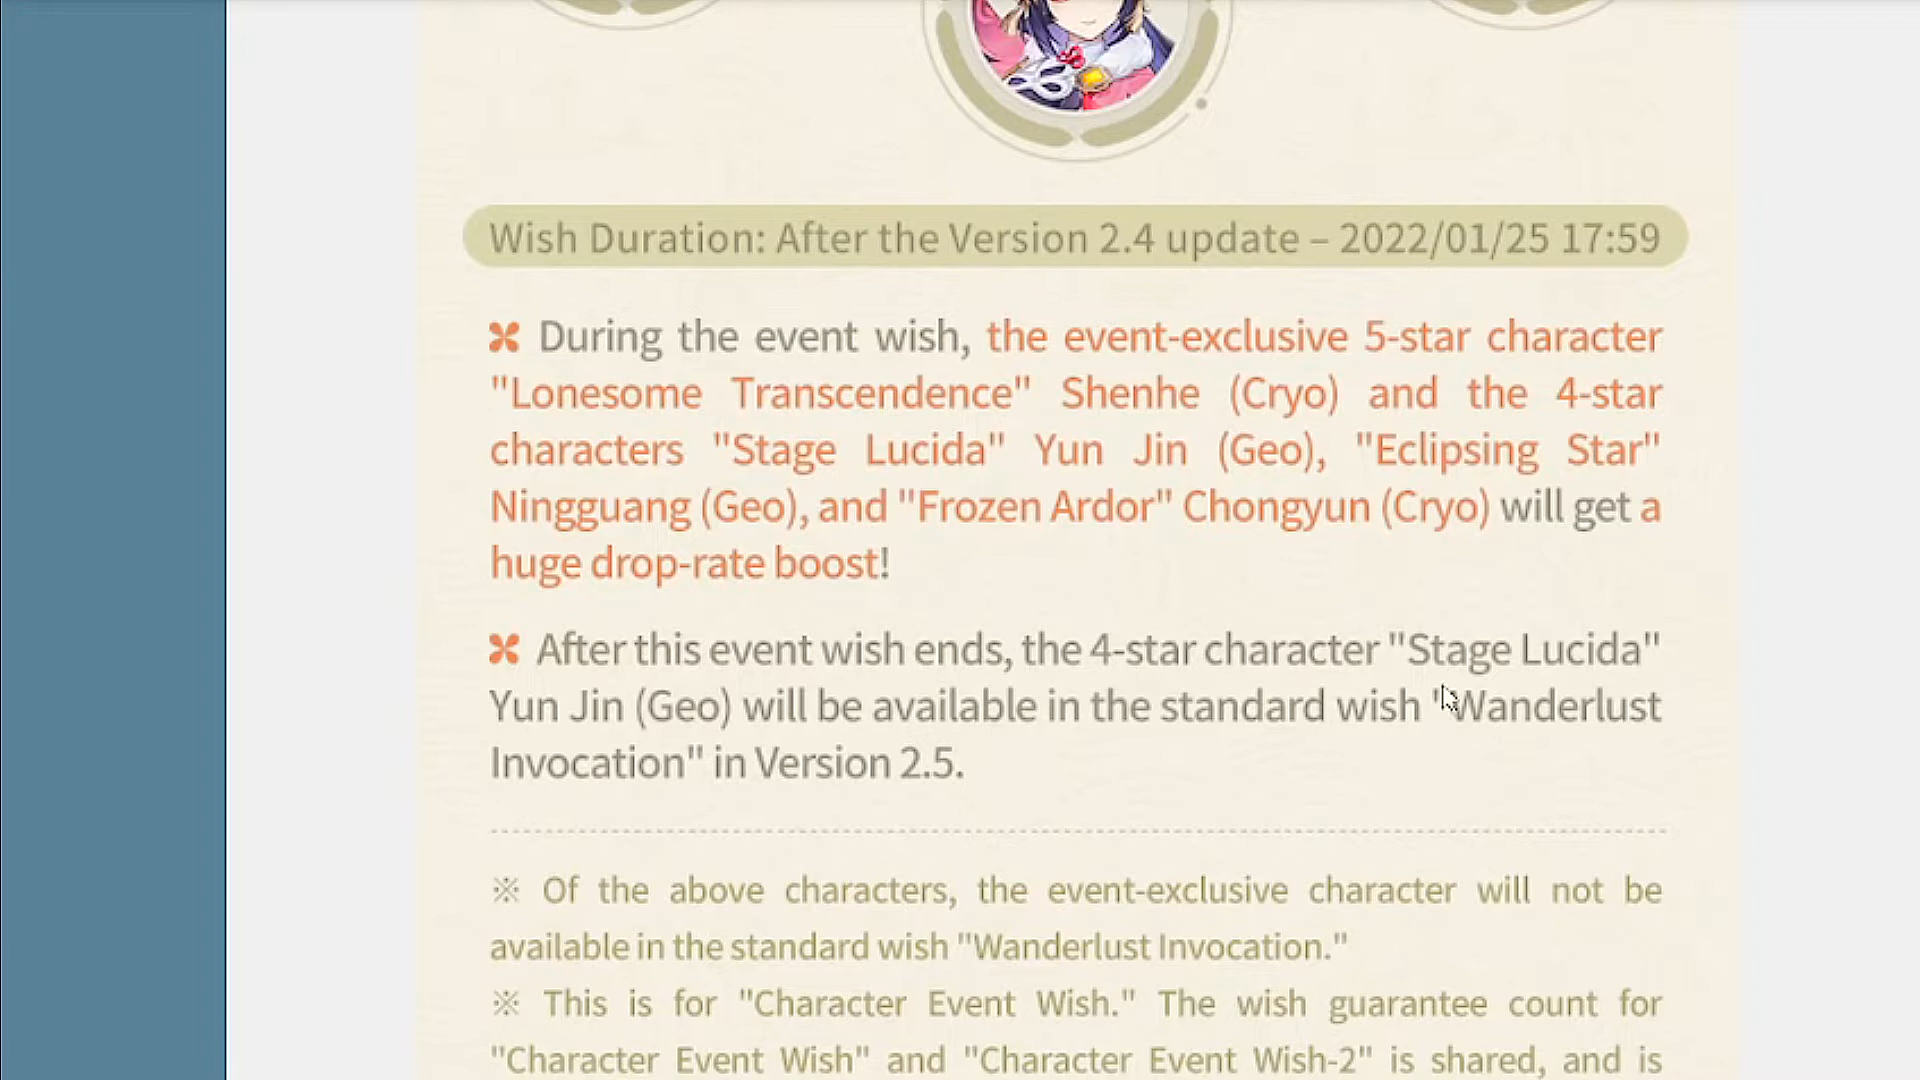 Wish Duration: After the Version 2.4 update – 2022/01/25 17:59
During the event wish, the event-exclusive 5-star character
"Lonesome Transcendence" Shenhe (Cryo) and the 4-star
characters "Stage Lucida" Yun Jin (Geo), "Eclipsing Star"
Ningguang (Geo), and "Frozen Ardor" Chongyun (Cryo) will get a
huge drop-rate boost!
After this event wish ends, the 4-star character "Stage Lucida"
Yun Jin (Geo) will be available in the standard wish "Wanderlust
Invocation" in Version 2.5.
※ Of the above characters, the event-exclusive character will not be
available in the standard wish "Wanderlust Invocation."
※ This is for "Character Event Wish." The wish guarantee count for
"Character Event Wish" and "Character Event Wish-2" is shared, and is